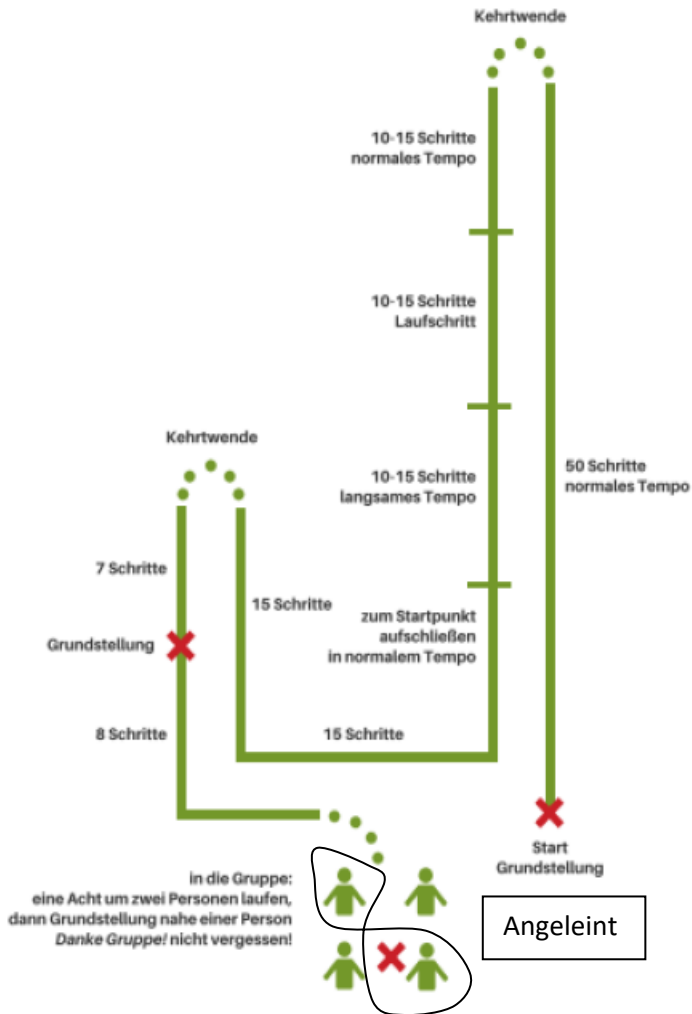 Kehrtwende
10-15 Schritte
normales Tempo
10-15 Schritte
Laufschritt
10-15 Schritte
langsames Tempo
zum Startpunkt
aufschließen
in normalem Tempo
50 Schritte
normales Tempo
Kehrtwende
7 Schritte
15 Schritte
Grundstellung
8 Schritte
15 Schritte
Start
Grundstellung
in die Gruppe:
eine Acht um zwei Personen laufen,
dann Grundstellung nahe einer Person
Danke Gruppe! nicht vergessen!
Angeleint